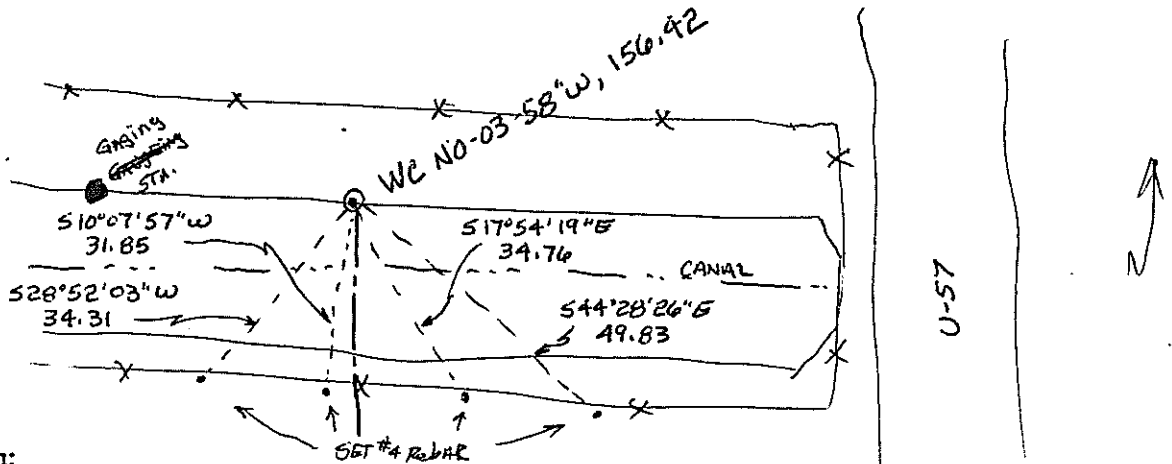 WC N0-03-58"W, 156.42
Gaging
STA.
S10°07'57"W
31.85
S17°54'19"E
34.76
CANAL
S28°52'03"W
34.31
S44°28'26"E
49.83
SET #4 RebAR
U-57
N